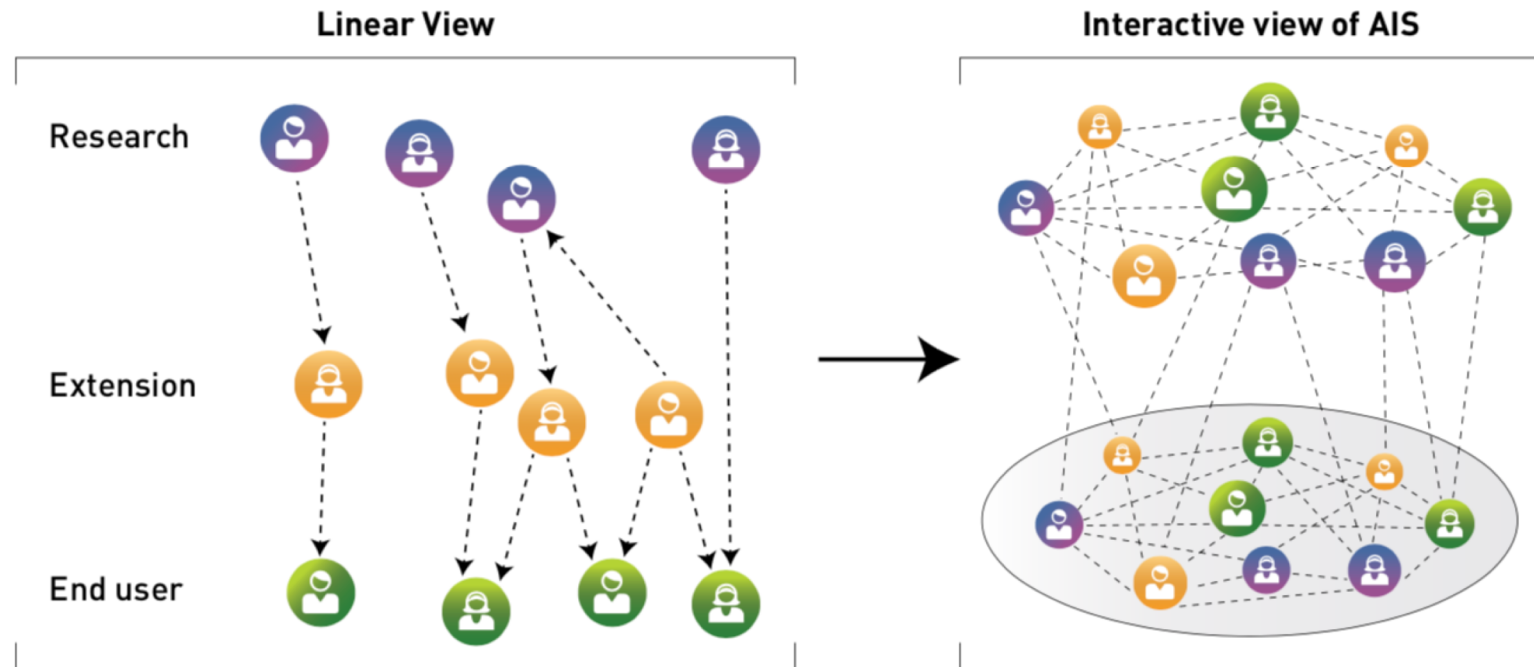 Linear View
Interactive view of AIS
Research
Extension
End user